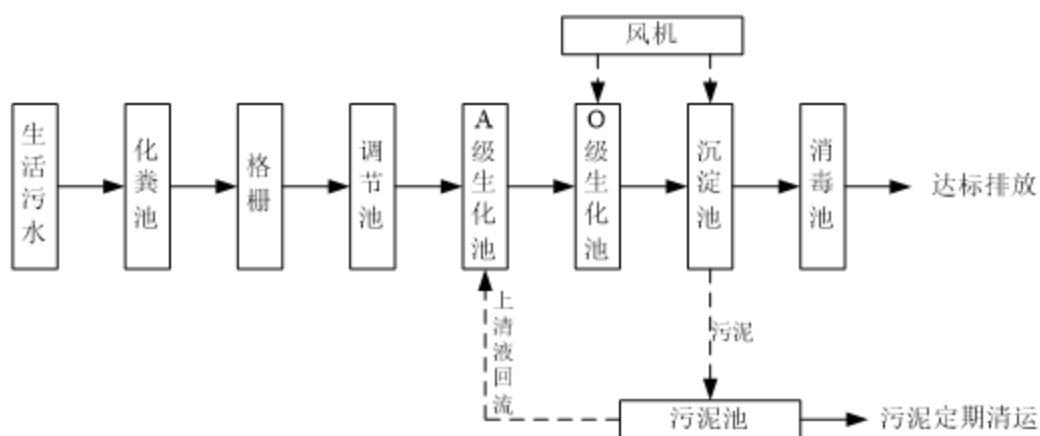 风机
生活污水
化粪池
格栅
调节池
A级生化池
O级生化池
沉淀池
消毒池
达标排放
上清液回流
污泥
污泥池
污泥定期清运